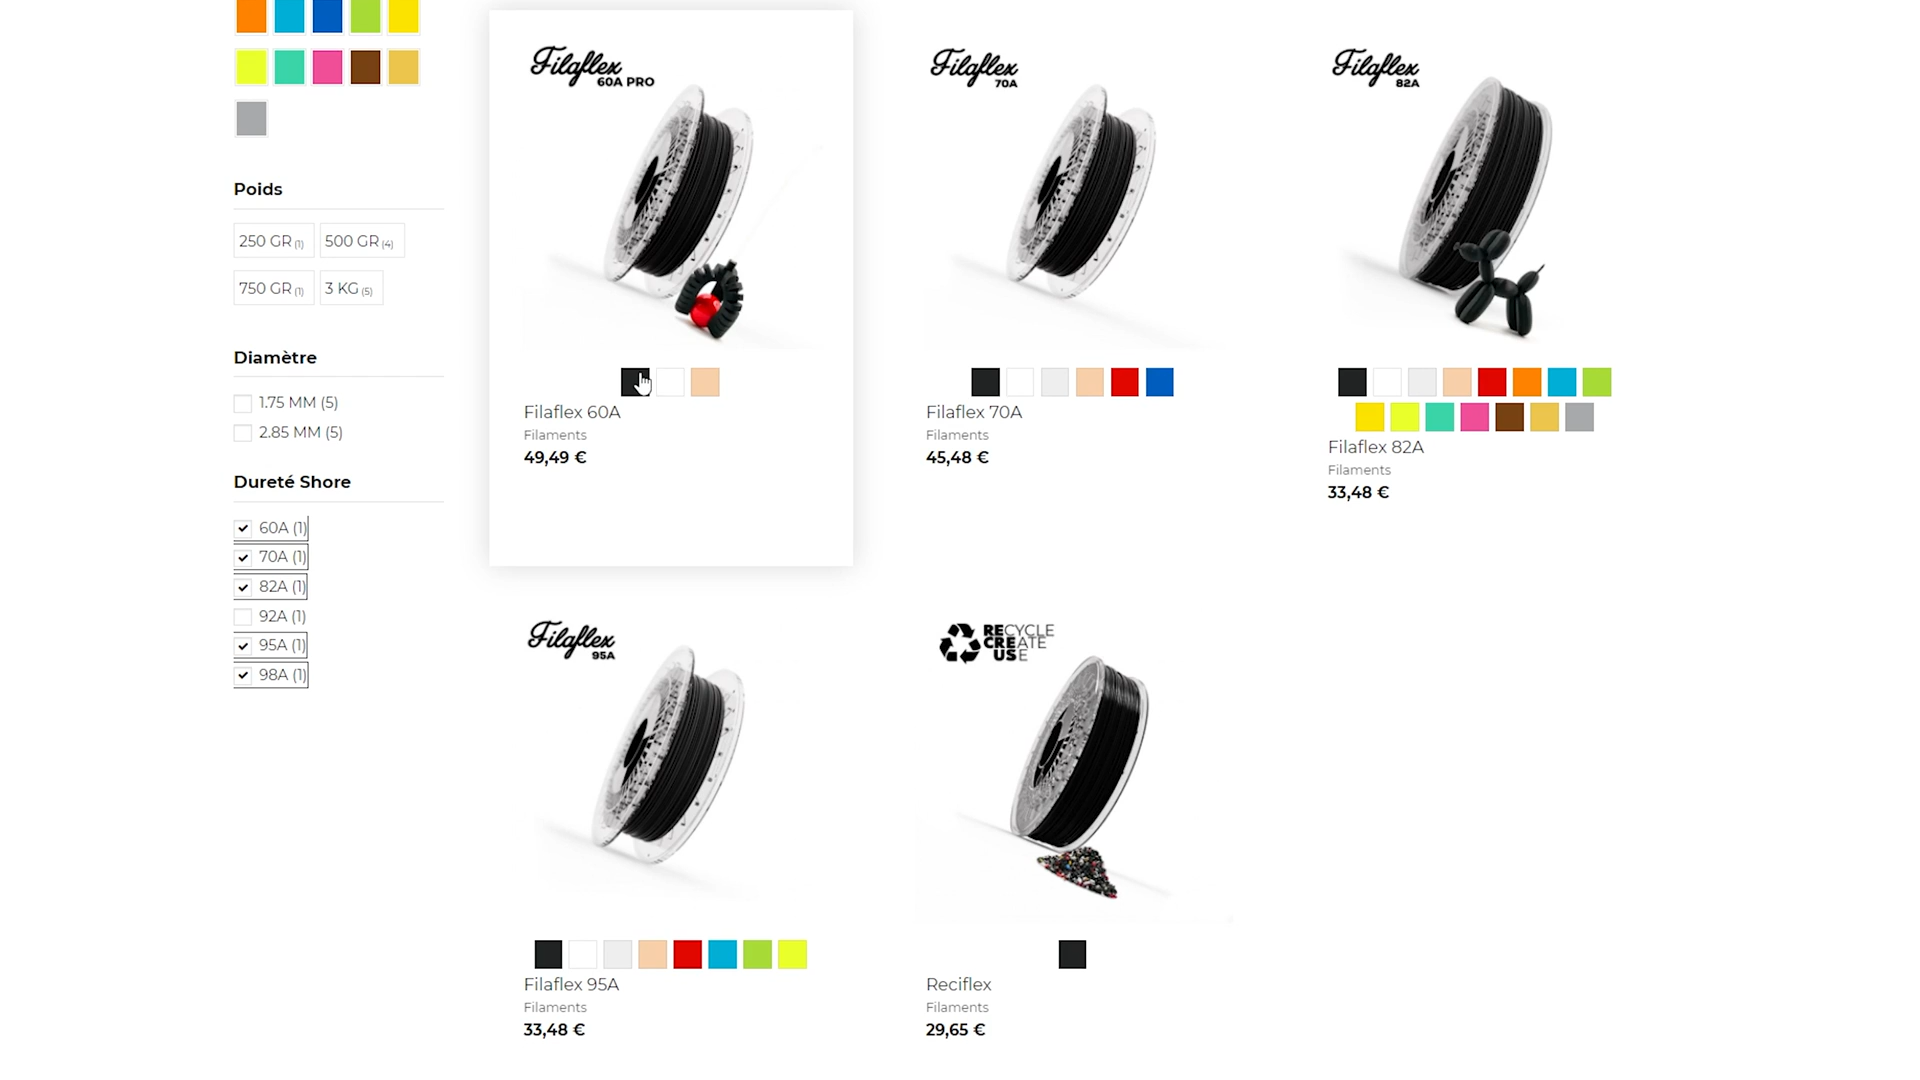 Filaflex
60A PRO
Filaflex
70A
Filaflex
82A
Poids
250 GR (1)
500 GR (4)
750 GR (1)
3 KG (5)
Diamètre
1.75 MM (5)
2.85 MM (5)
Dureté Shore
60A (1)
70A (1)
82A (1)
92A (1)
95A (1)
98A (1)
Filaflex 60A
Filaments
49,49 €
Filaflex 70A
Filaments
45,48 €
Filaflex 82A
Filaments
33,48 €
Filaflex
95A
RECYCLE
CREATE
USE
Filaflex 95A
Filaments
33,48 €
Reciflex
Filaments
29,65 €